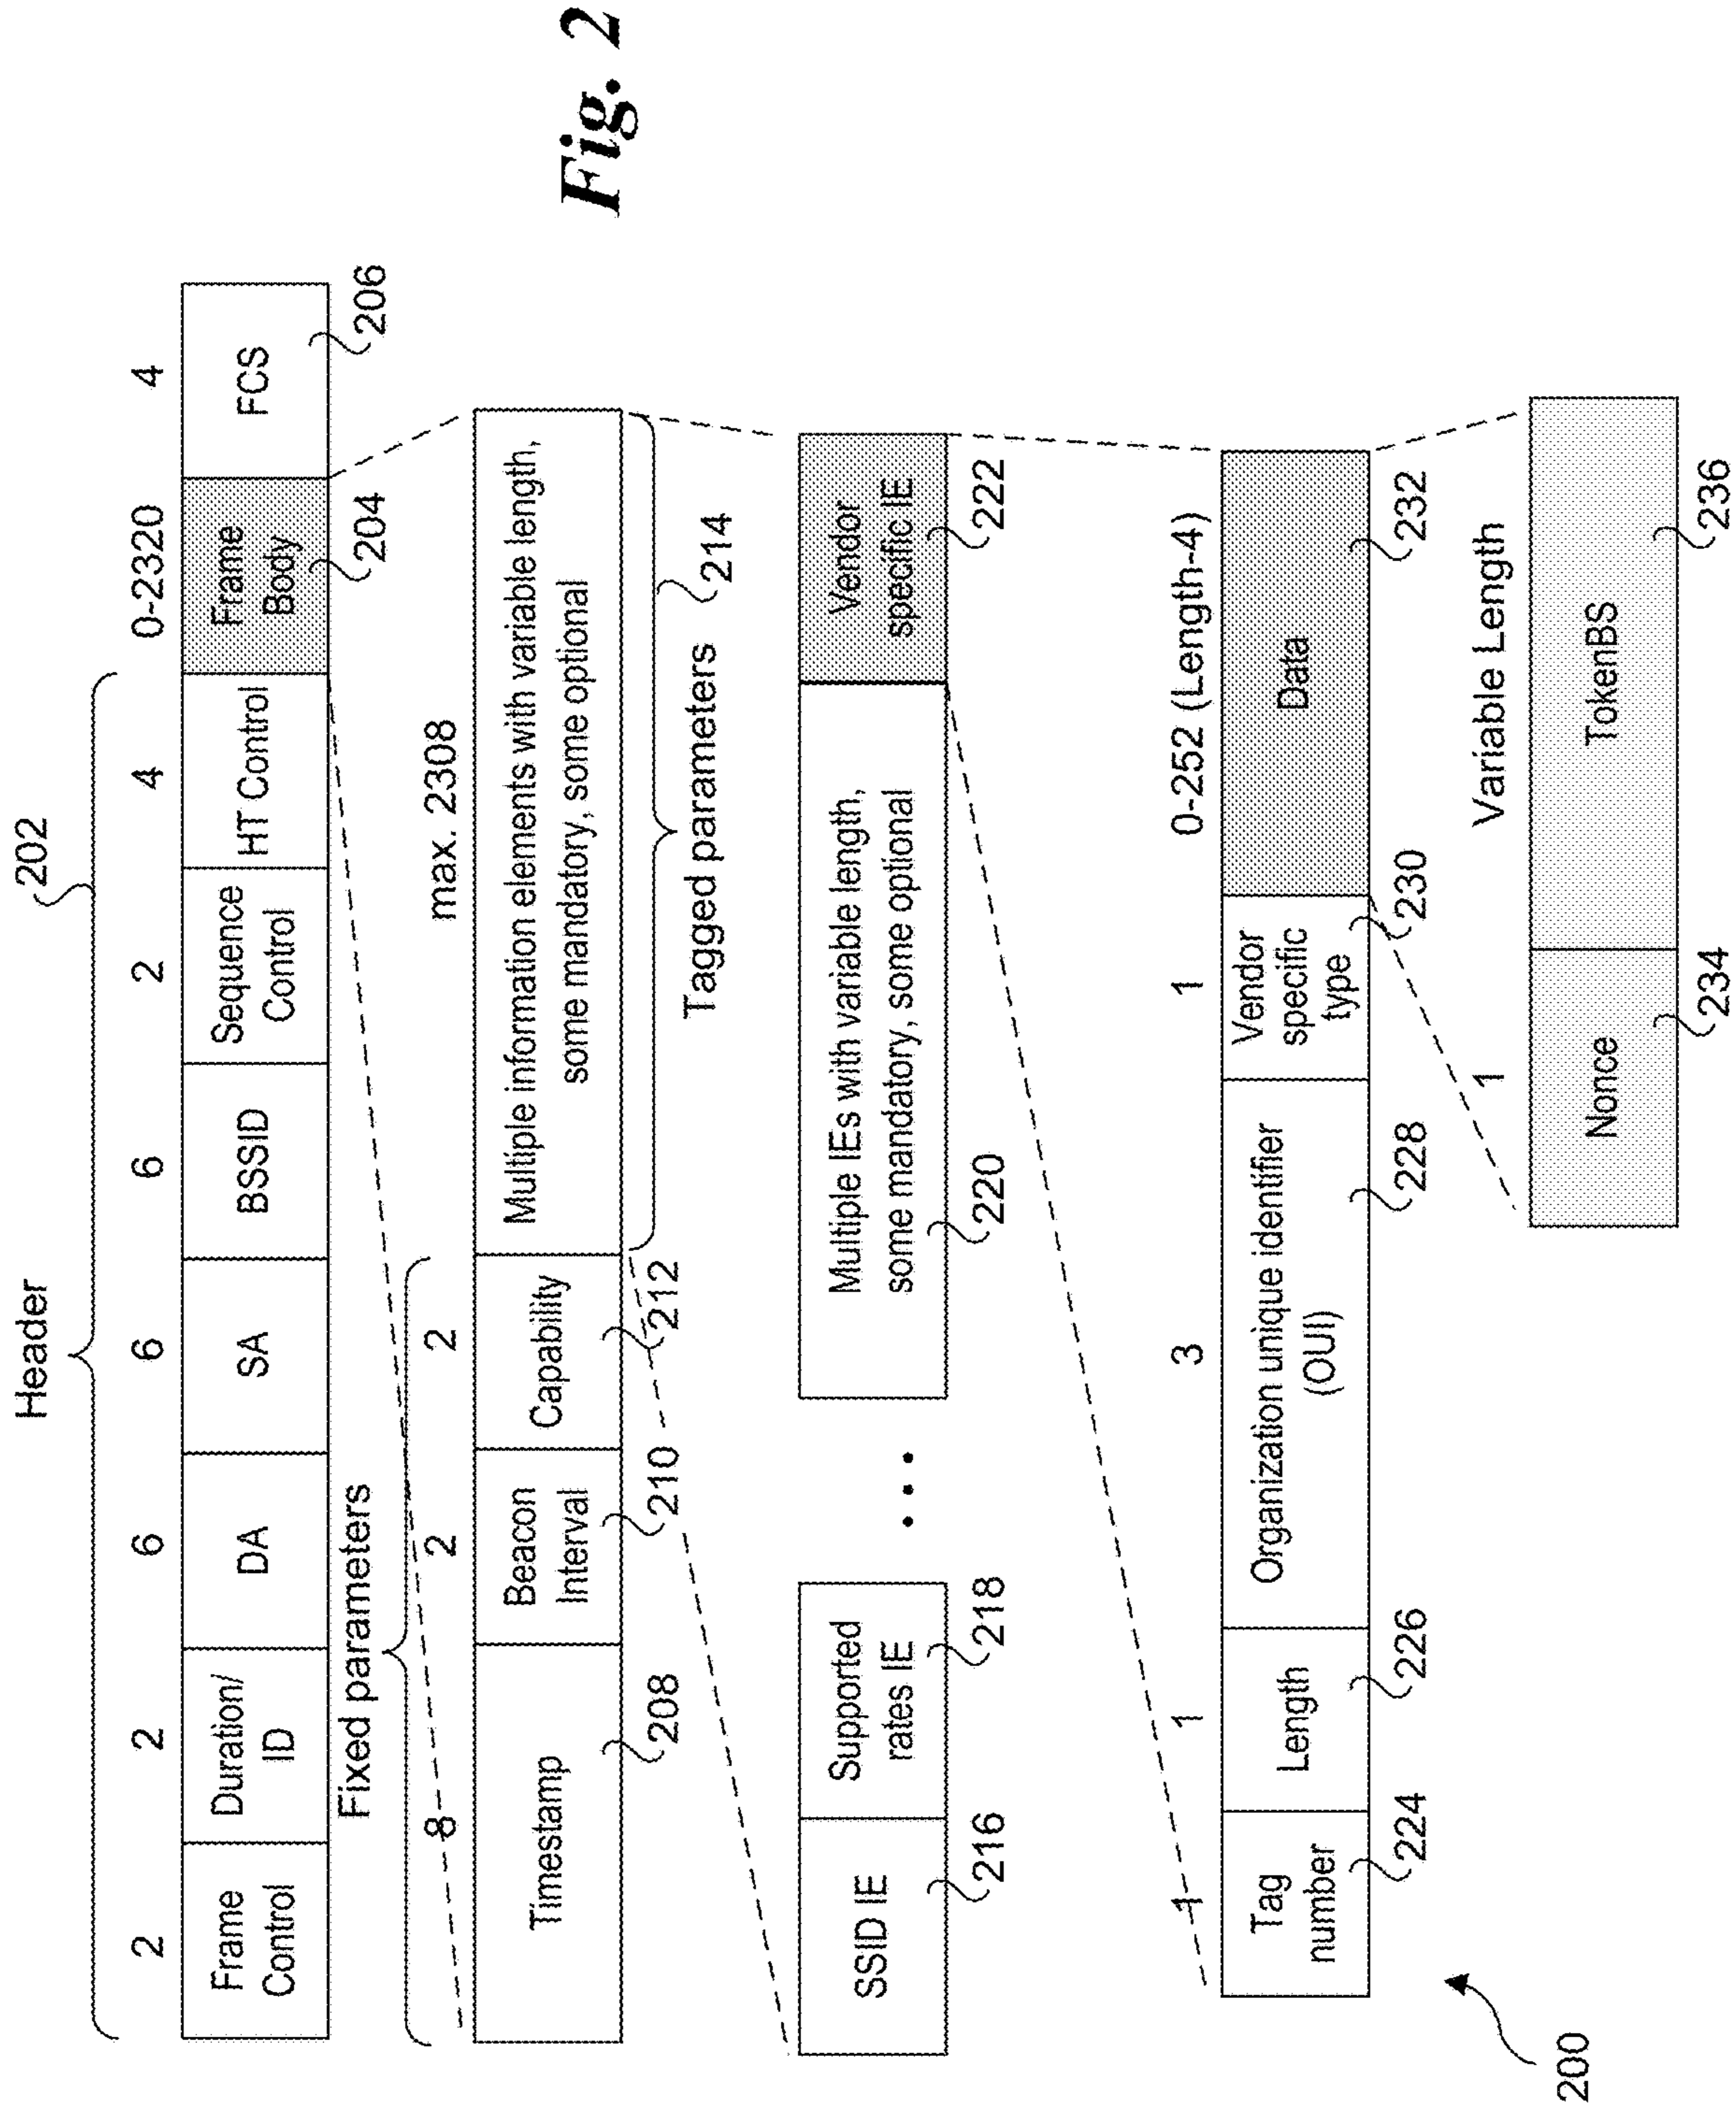 Header
202
2
2
6
6
6
2
4
0-2320
4
Frame
Control
Duration/
ID
DA
SA
BSSID
Sequence
Control
HT Control
Frame
Body
FCS
204
206
Fixed parameters
8
2
2
max. 2308
Timestamp
Beacon
Interval
Capability
Multiple information elements with variable length,
some mandatory, some optional
208
210
212
214
Tagged parameters
SSID IE
Supported
rates IE
...
Multiple IEs with variable length,
some mandatory, some optional
Vendor
specific IE
216
218
220
222
1
1
3
1
0-252 (Length-4)
Tag
number
Length
Organization unique identifier
(OUI)
Vendor
specific
type
Data
224
226
228
230
232
1
Variable Length
Nonce
TokenBS
234
236
200
Fig. 2